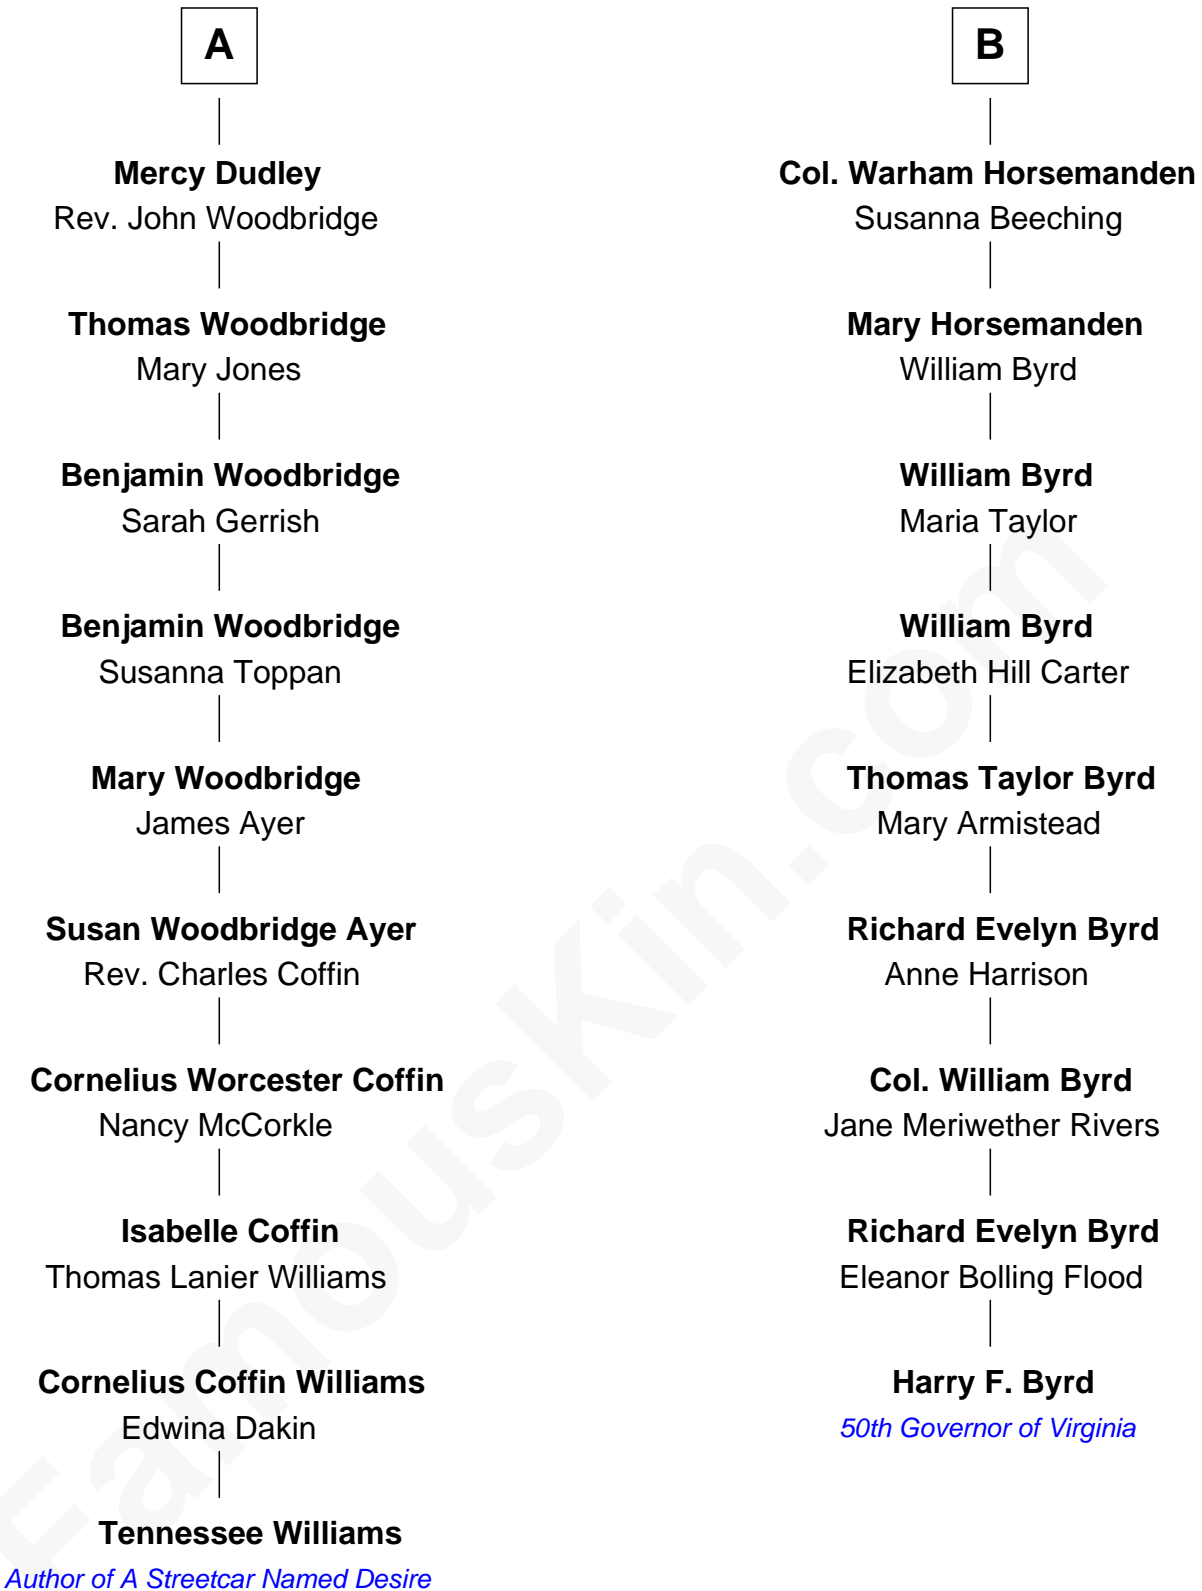 A
Mercy Dudley
Rev. John Woodbridge
Thomas Woodbridge
Mary Jones
Benjamin Woodbridge
Sarah Gerrish
Benjamin Woodbridge
Susanna Toppan
Mary Woodbridge
James Ayer
Susan Woodbridge Ayer
Rev. Charles Coffin
Cornelius Worcester Coffin
Nancy McCorkle
Isabelle Coffin
Thomas Lanier Williams
Cornelius Coffin Williams
Edwina Dakin
Tennessee Williams
Author of A Streetcar Named Desire
B
Col. Warham Horsemanden
Susanna Beeching
Mary Horsemanden
William Byrd
William Byrd
Maria Taylor
William Byrd
Elizabeth Hill Carter
Thomas Taylor Byrd
Mary Armistead
Richard Evelyn Byrd
Anne Harrison
Col. William Byrd
Jane Meriwether Rivers
Richard Evelyn Byrd
Eleanor Bolling Flood
Harry F. Byrd
50th Governor of Virginia
FamousKin.com